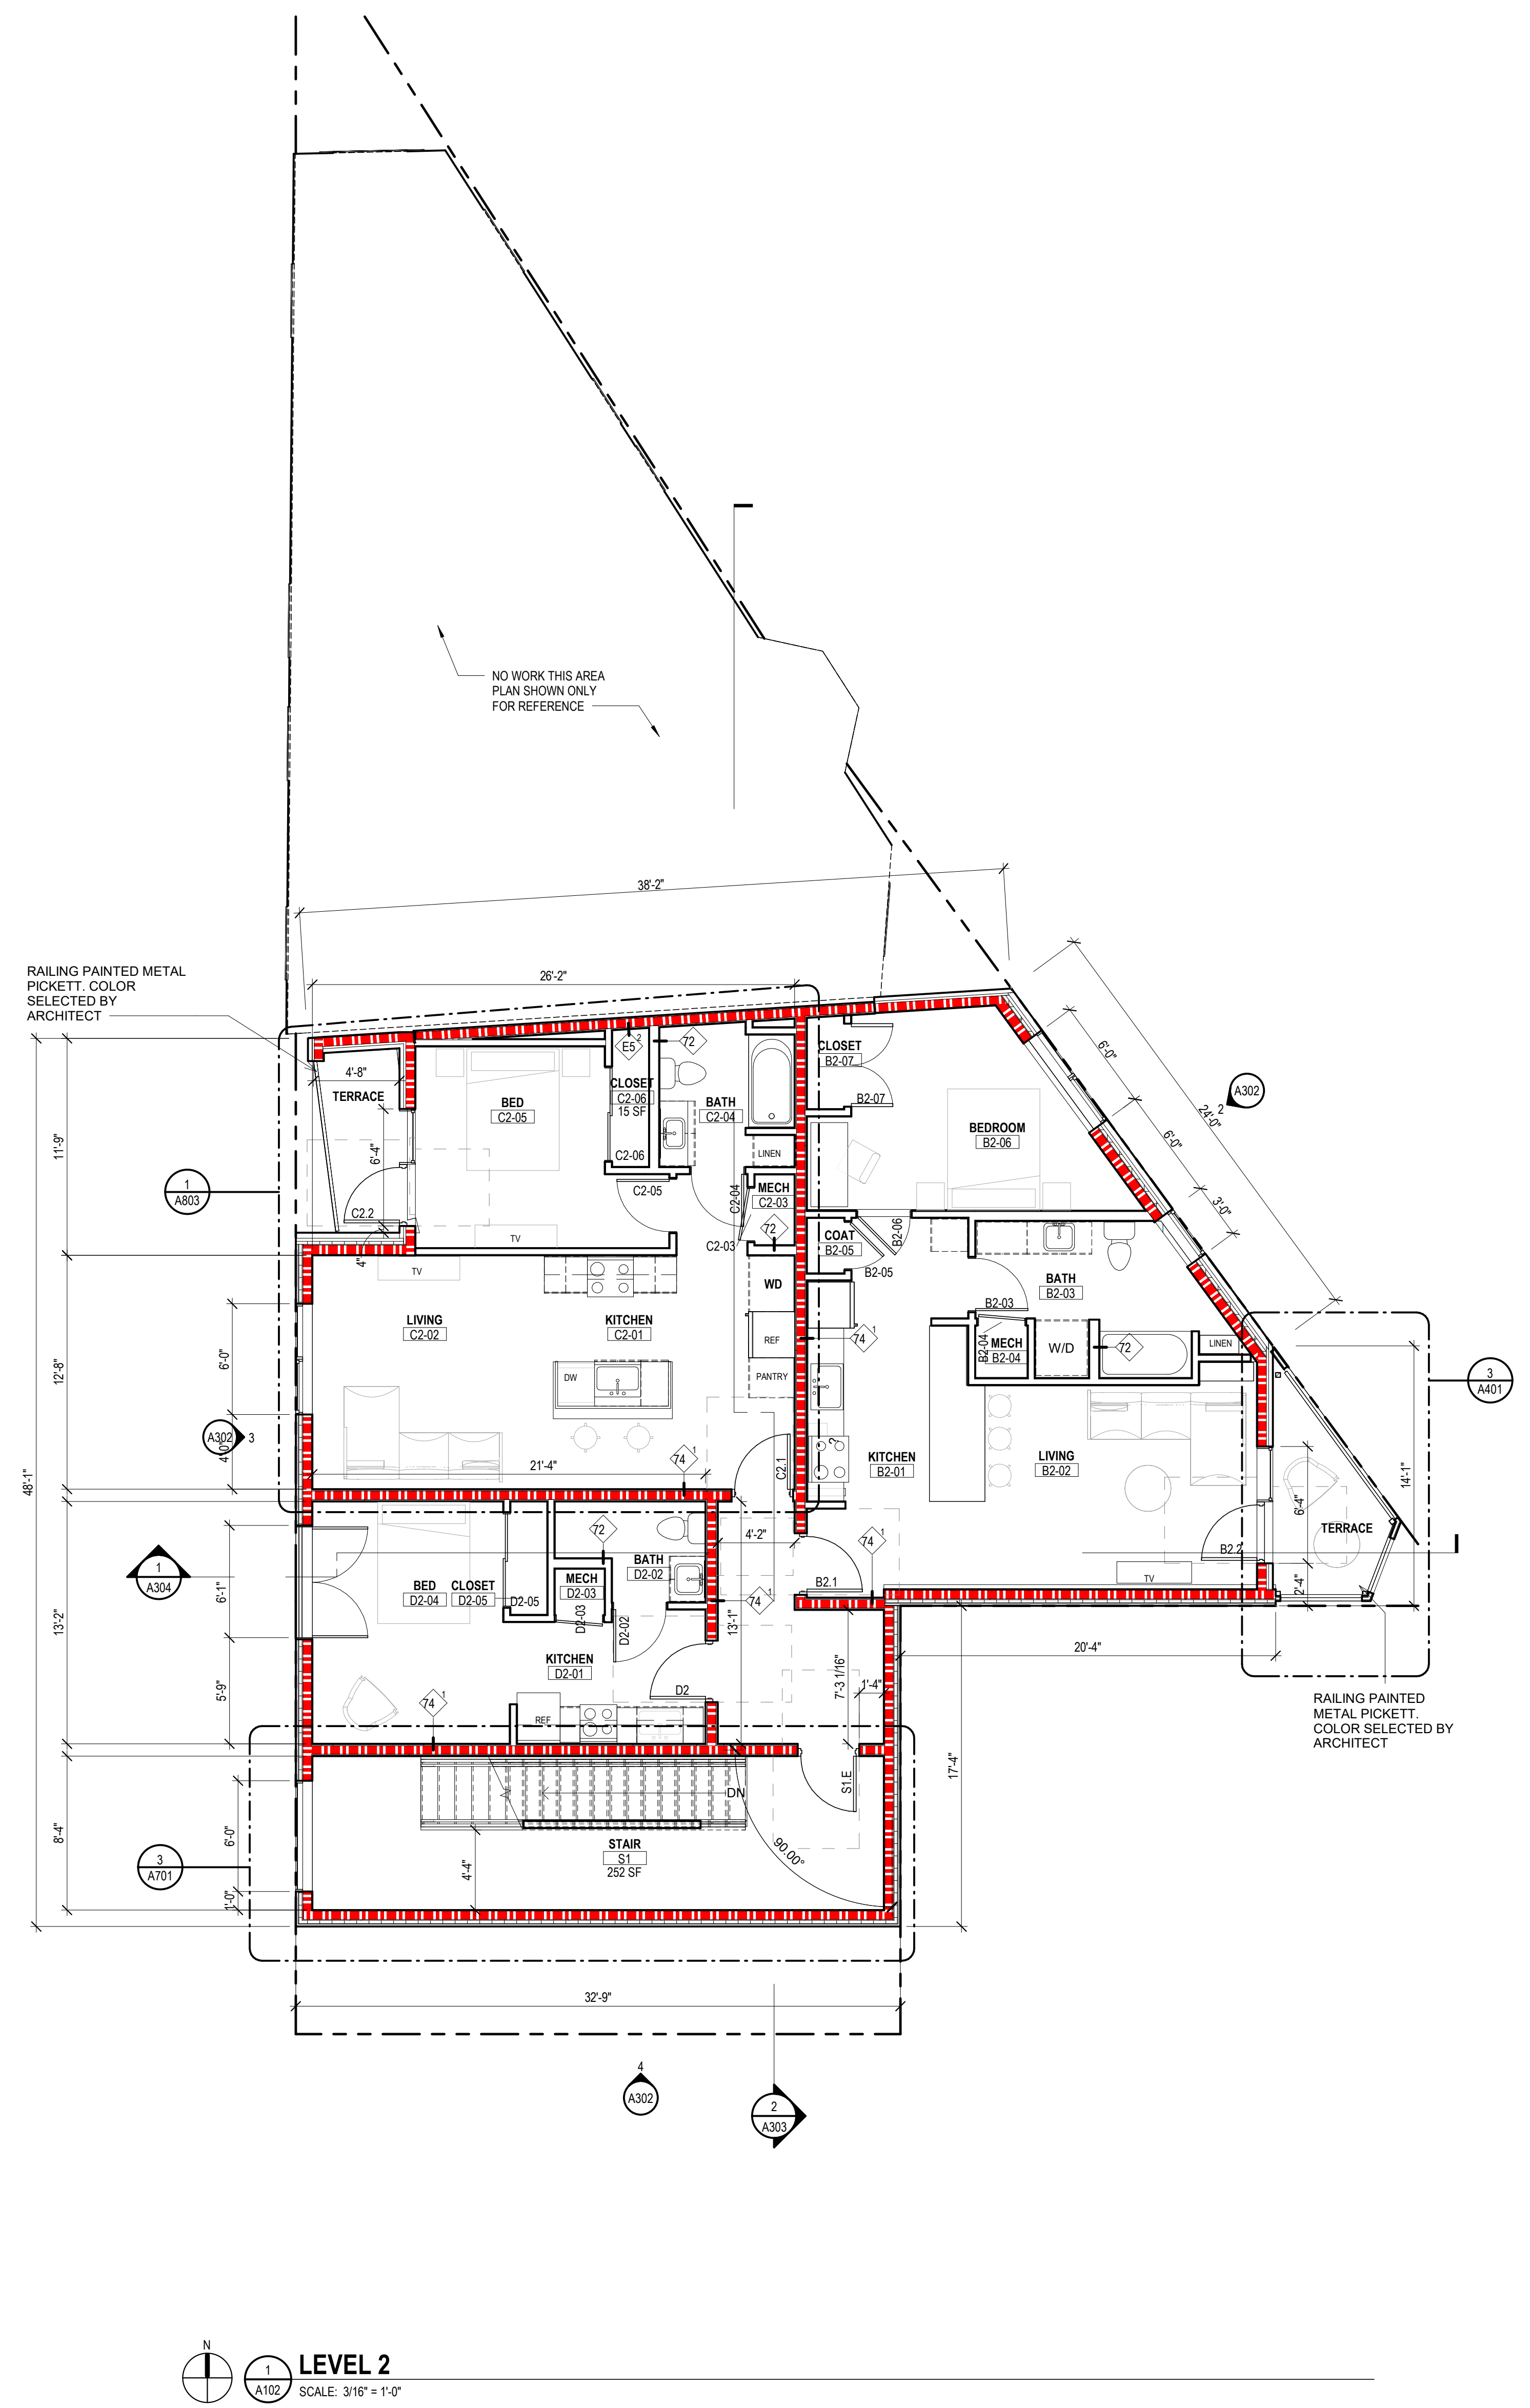 NO WORK THIS AREA
PLAN SHOWN ONLY
FOR REFERENCE
38'-2"
RAILING PAINTED METAL
PICKETT. COLOR
SELECTED BY
ARCHITECT
26'-2"
24'-0"
6'-0"
6'-0"
3'-0"
2
A302
E5
2
72
CLOSET
B2-07
B2-07
4'-8"
TERRACE
BED
C2-05
CLOSET
C2-06
15 SF
C2-06
BATH
C2-04
LINEN
BEDROOM
B2-06
6'-4"
11'-9"
1
A803
C2.2
4"
C2-05
C2-04
MECH
C2-03
72
C2-03
TV
TV
COAT
B2-05
B2-05
B2-06
BATH
B2-03
B2-03
B2-04
MECH
B2-04
W/D
72
LINEN
LIVING
C2-02
KITCHEN
C2-01
WD
REF
PANTRY
DW
74
1
12'-8"
6'-0"
4'-0"
A302
3
48'-1"
3
A401
14'-1"
2
KITCHEN
B2-01
LIVING
B2-02
C2.1
74
1
21'-4"
4'-2"
74
1
B2.1
6'-4"
B2.2
TERRACE
2'-4"
TV
1
A304
72
BATH
D2-02
BED
D2-04
CLOSET
D2-05
D2-05
MECH
D2-03
D2-03
D2-02
74
1
13'-1"
6'-1"
13'-2"
5'-9"
KITCHEN
D2-01
D2
7'-3 1/16"
1'-4"
20'-4"
74
1
REF
RAILING PAINTED
METAL PICKETT.
COLOR SELECTED BY
ARCHITECT
17'-4"
S1.E
DN
8'-4"
6'-0"
1'-0"
STAIR
S1
252 SF
4'-4"
90.00°
3
A701
32'-9"
4
A302
2
A303
N
1
A102
LEVEL 2
SCALE: 3/16" = 1'-0"